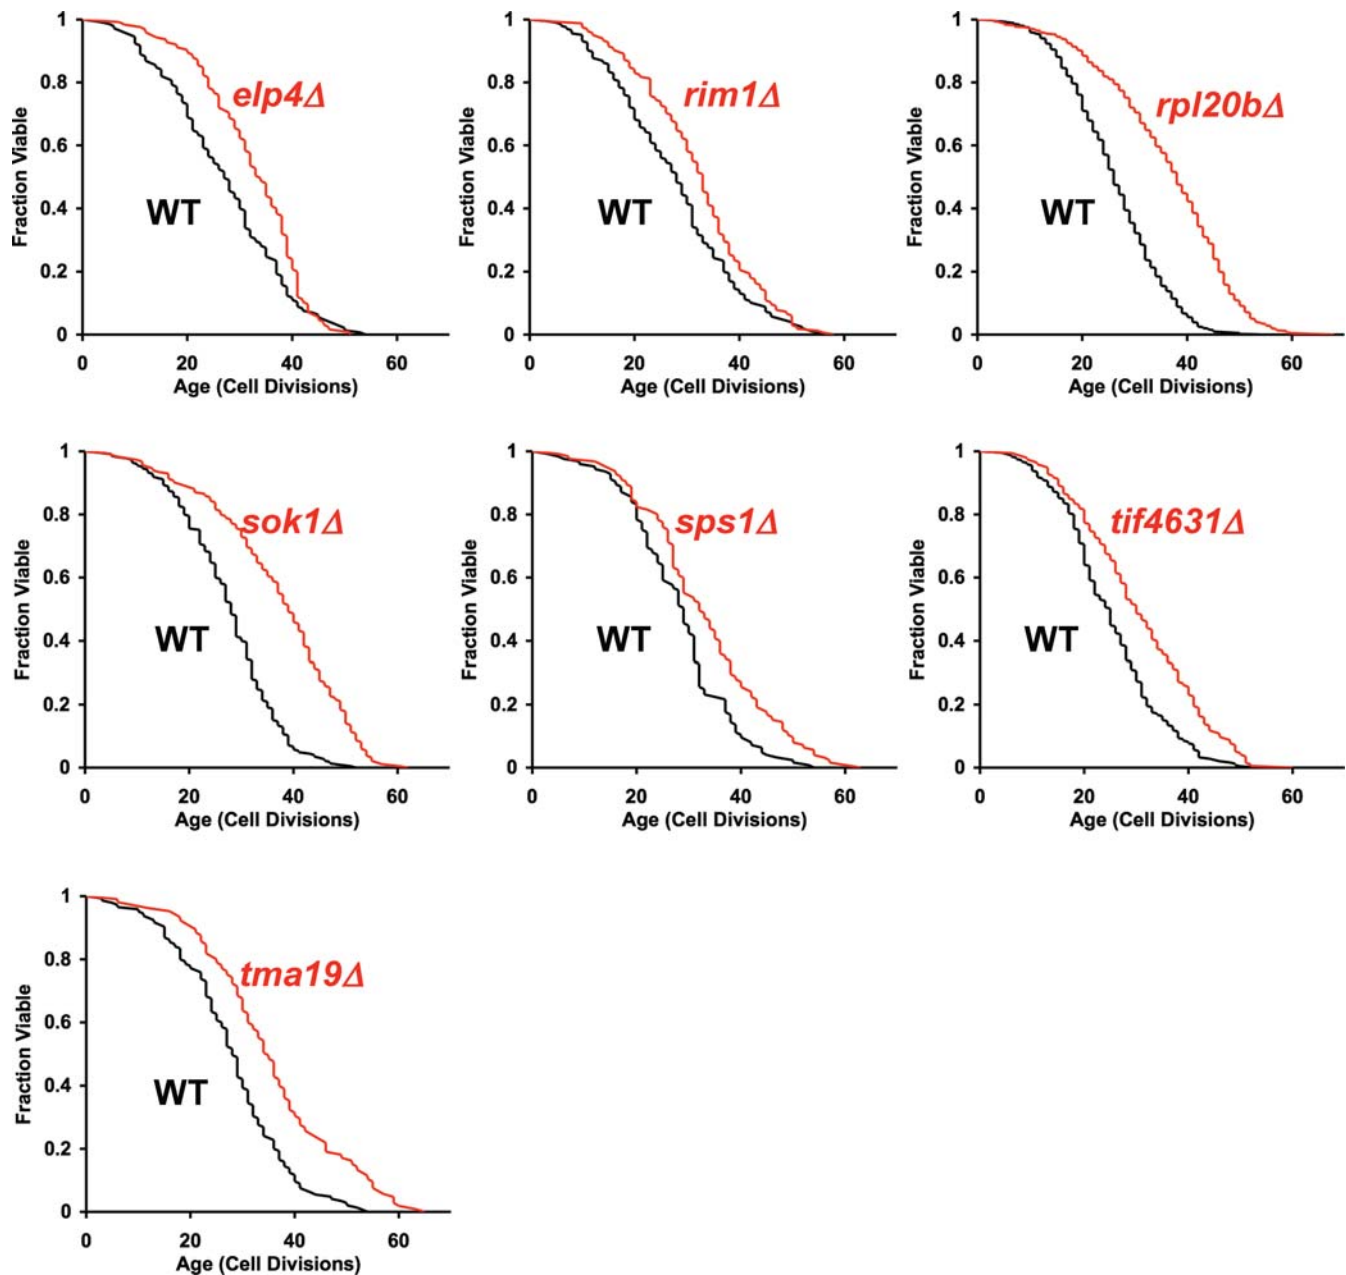 1
0.8
0.6
0.4
0.2
0
Fraction Viable
elp4Δ
WT
0 20 40 60
Age (Cell Divisions)
1
0.8
0.6
0.4
0.2
0
Fraction Viable
rim1Δ
WT
0 20 40 60
Age (Cell Divisions)
1
0.8
0.6
0.4
0.2
0
Fraction Viable
rpl20bΔ
WT
0 20 40 60
Age (Cell Divisions)
1
0.8
0.6
0.4
0.2
0
Fraction Viable
sok1Δ
WT
0 20 40 60
Age (Cell Divisions)
1
0.8
0.6
0.4
0.2
0
Fraction Viable
sps1Δ
WT
0 20 40 60
Age (Cell Divisions)
1
0.8
0.6
0.4
0.2
0
Fraction Viable
tif4631Δ
WT
0 20 40 60
Age (Cell Divisions)
1
0.8
0.6
0.4
0.2
0
Fraction Viable
tma19Δ
WT
0 20 40 60
Age (Cell Divisions)